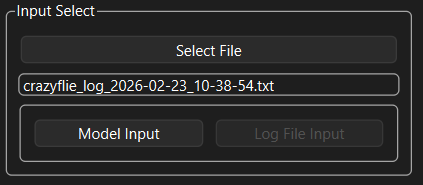 Input Select
Select File
crazyflie_log_2026-02-23_10-38-54.txt
Model Input
Log File Input